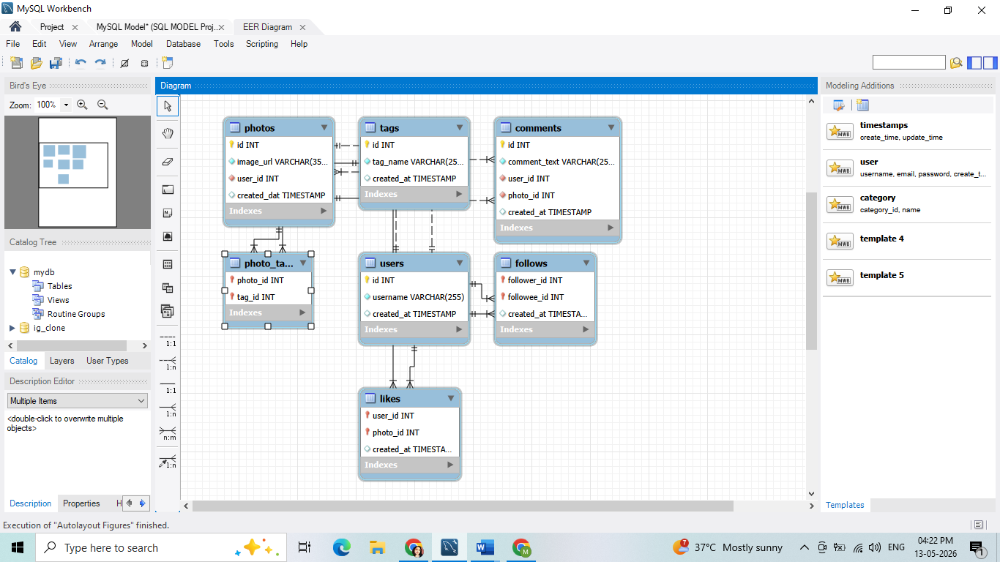 MySQL Workbench
Project
MySQL Model* (SQL MODEL Proj...
EER Diagram
File Edit View Arrange Model Database Tools Scripting Help
Bird's Eye
Zoom: 100%
Catalog Tree
mydb
Tables
Views
Routine Groups
ig_clone
Catalog Layers User Types
Description Editor
Multiple Items
<double-click to overwrite multiple
objects>
Description Properties H
Diagram
1:1
1:n
1:1
1:n
n:m
1:n
photos
id INT
image_url VARCHAR(35...
user_id INT
created_dat TIMESTAMP
Indexes
tags
id INT
tag_name VARCHAR(25...
created_at TIMESTAMP
Indexes
comments
id INT
comment_text VARCHAR(25...
user_id INT
photo_id INT
created_at TIMESTAMP
Indexes
photo_ta...
photo_id INT
tag_id INT
Indexes
users
id INT
username VARCHAR(255)
created_at TIMESTAMP
Indexes
follows
follower_id INT
followee_id INT
created_at TIMESTA...
Indexes
likes
user_id INT
photo_id INT
created_at TIMESTA...
Indexes
Modeling Additions
MWB
timestamps
create_time, update_time
MWB
user
username, email, password, create_t...
MWB
category
category_id, name
MWB
template 4
MWB
template 5
Templates
Execution of "Autolayout Figures" finished.
Type here to search
M
7
37°C Mostly sunny
ENG
04:22 PM
13-05-2026
1